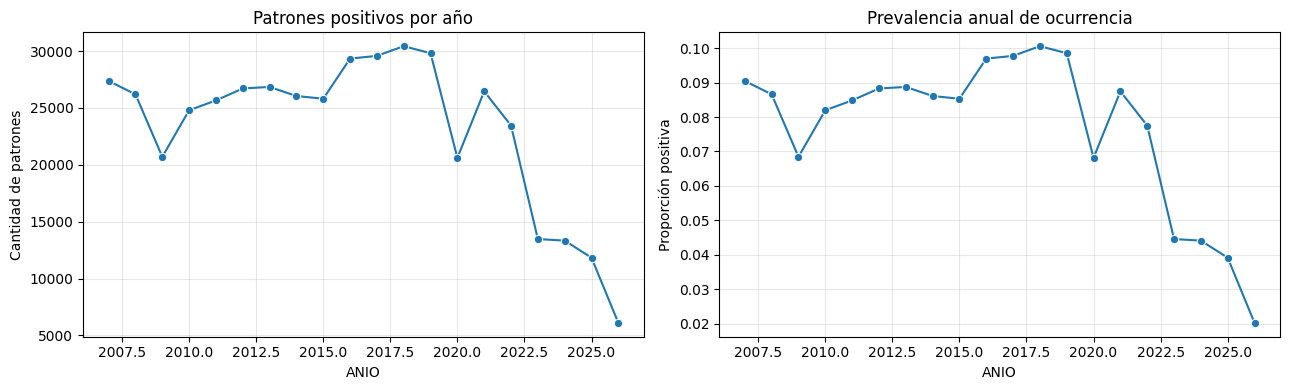 Patrones positivos por año
Cantidad de patrones
30000
25000
20000
15000
10000
5000
2007.5 2010.0 2012.5 2015.0 2017.5 2020.0 2022.5 2025.0
ANIO
Prevalencia anual de ocurrencia
Proporción positiva
0.10
0.09
0.08
0.07
0.06
0.05
0.04
0.03
0.02
2007.5 2010.0 2012.5 2015.0 2017.5 2020.0 2022.5 2025.0
ANIO